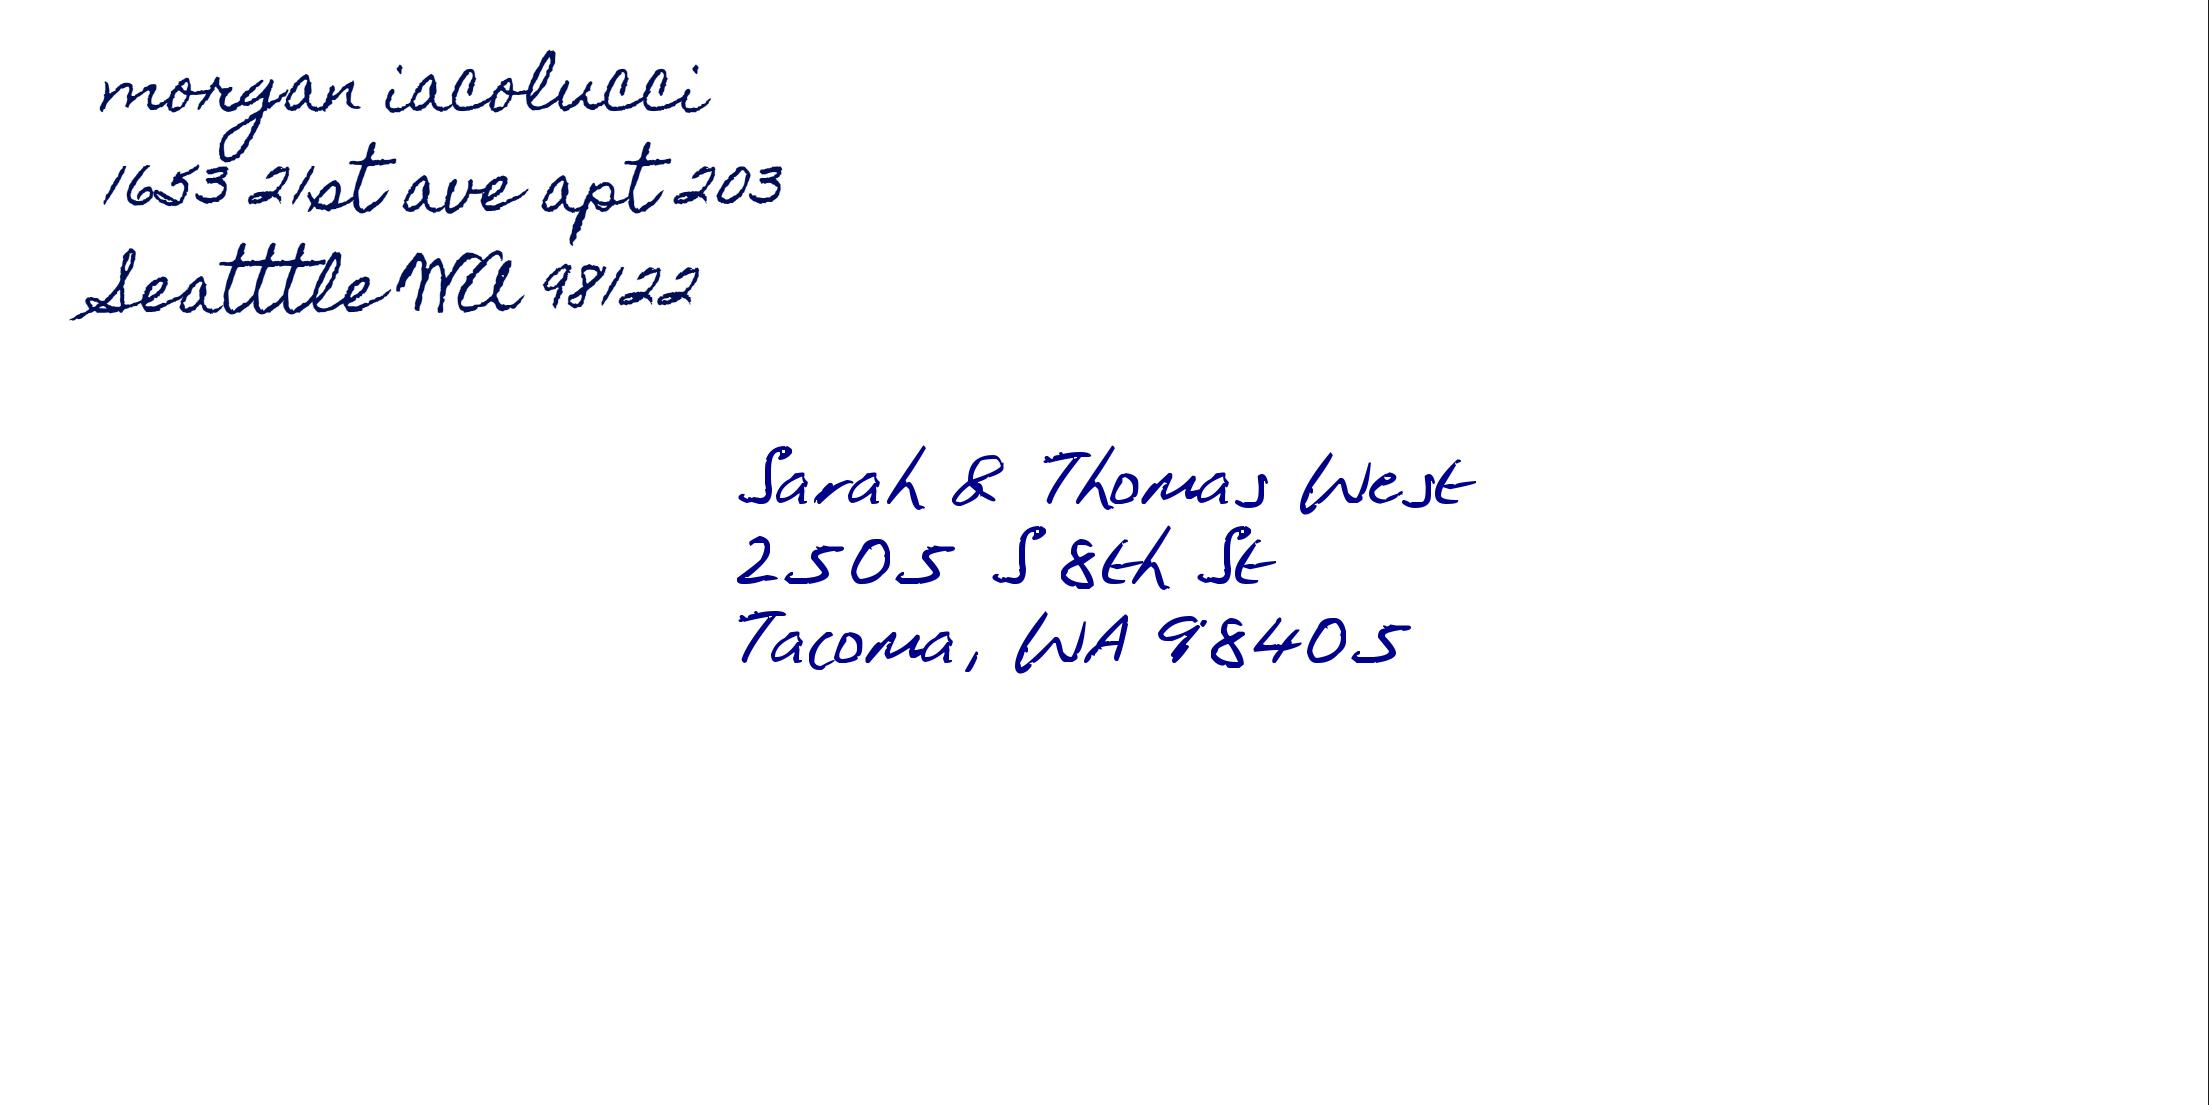 morgan iacolucci
1653 21st ave apt 203
Seatttle WA 98122
Sarah & Thomas West
2505 S 8th St
Tacoma, WA 98405